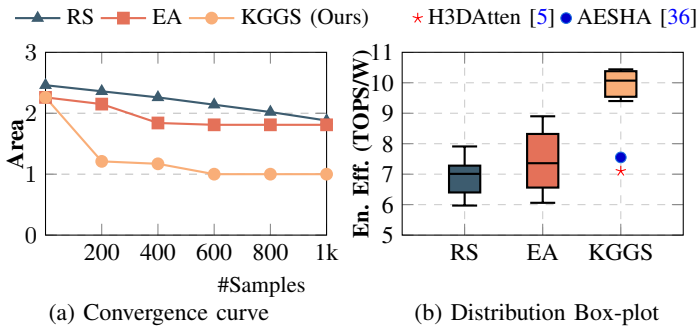 RS EA KGGS (Ours) H3DAtten [5] AESHA [36]
3
2
1
0
Area
200 400 600 800 1k
#Samples
(a) Convergence curve
11
10
9
8
7
6
5
En. Eff. (TOPS/W)
RS EA KGGS
(b) Distribution Box-plot